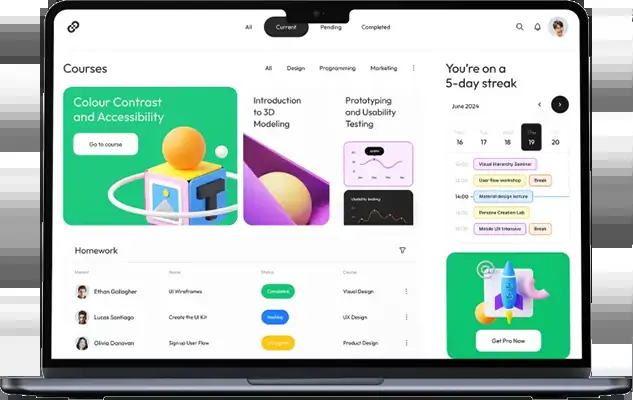 All Current Pending Completed
Courses
All Design Programming Marketing
Colour Contrast
and Accessibility
Go to course
Introduction
to 3D
Modeling
Prototyping
and Usability
Testing
Usability testing
You're on a
5-day streak
June 2024
16 17 18 19 20
Visual Hierarchy Seminar
User flow workshop Break
14:00 Material design lecture
Persona Creation Lab
Mobile UX Intensive Break
Homework
Name Status Course
Ethan Gallagher UI Wireframes Completed Visual Design
Lucas Santiago Create the UI Kit Pending UX Design
Olivia Donovan Sign up User Flow Product Design
Get Pro Now